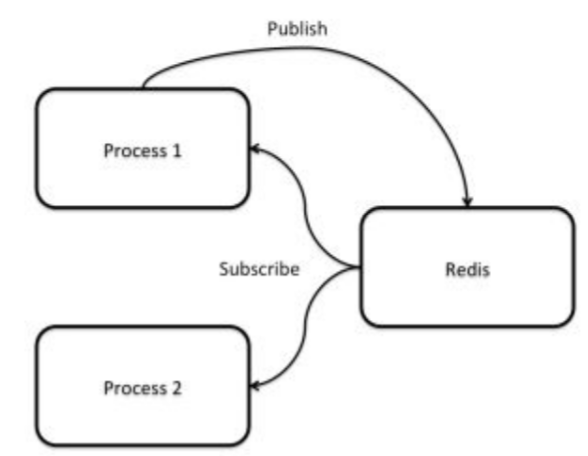 Publish
Process 1
Subscribe
Redis
Process 2